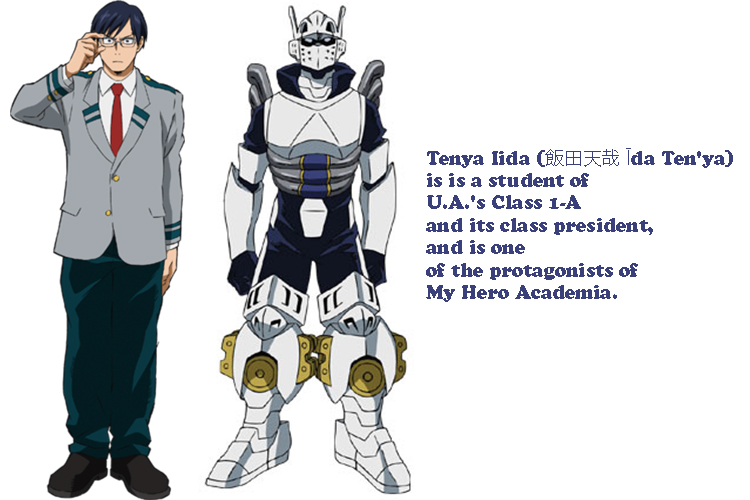 Tenya Iida (飯田天哉 Īda Ten'ya)
is is a student of
U.A.'s Class 1-A
and its class president,
and is one
of the protagonists of
My Hero Academia.